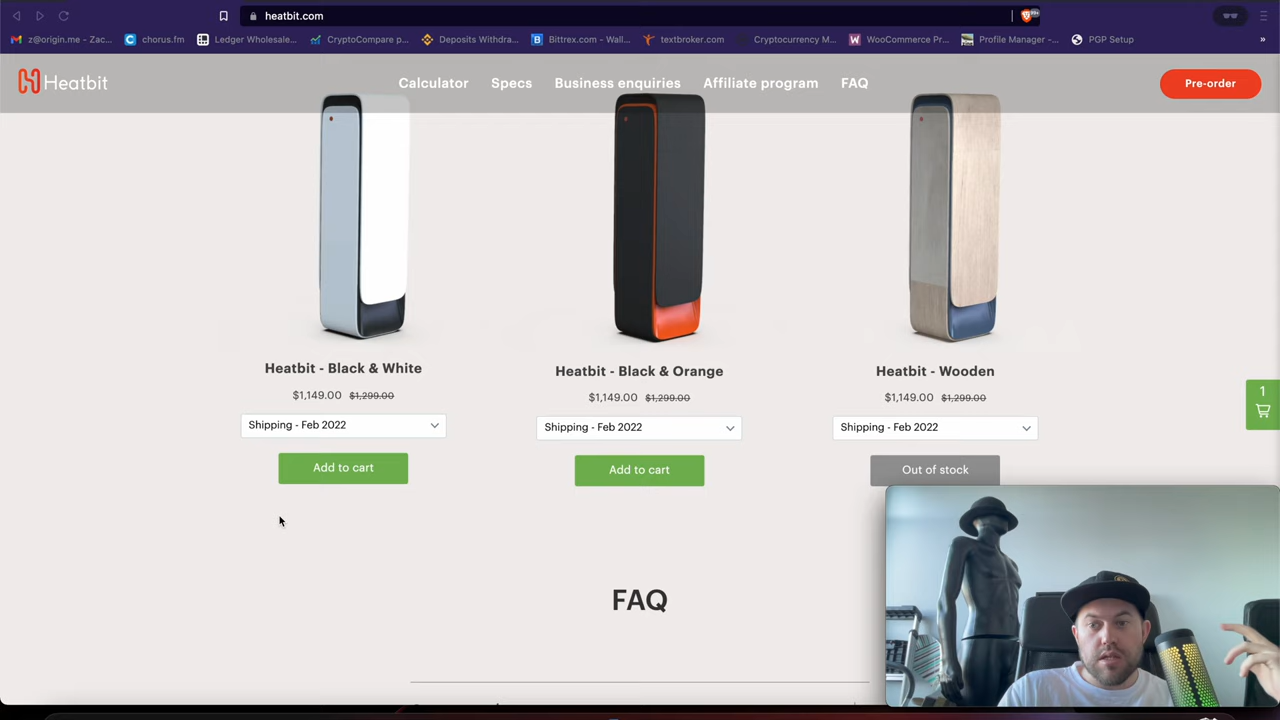 heatbit.com
z@origin.me - Zac...
chorus.fm
Ledger Wholesale...
CryptoCompare p...
Deposits Withdra...
Bittrex.com - Wall...
textbroker.com
Cryptocurrency M...
WooCommerce Pr...
Profile Manager -...
PGP Setup
»
Heatbit
Calculator
Specs
Business enquiries
Affiliate program
FAQ
Pre-order
Heatbit - Black & White
$1,149.00 $1,299.00
Shipping - Feb 2022
Add to cart
Heatbit - Black & Orange
$1,149.00 $1,299.00
Shipping - Feb 2022
Add to cart
Heatbit - Wooden
$1,149.00 $1,299.00
Shipping - Feb 2022
Out of stock
1
FAQ